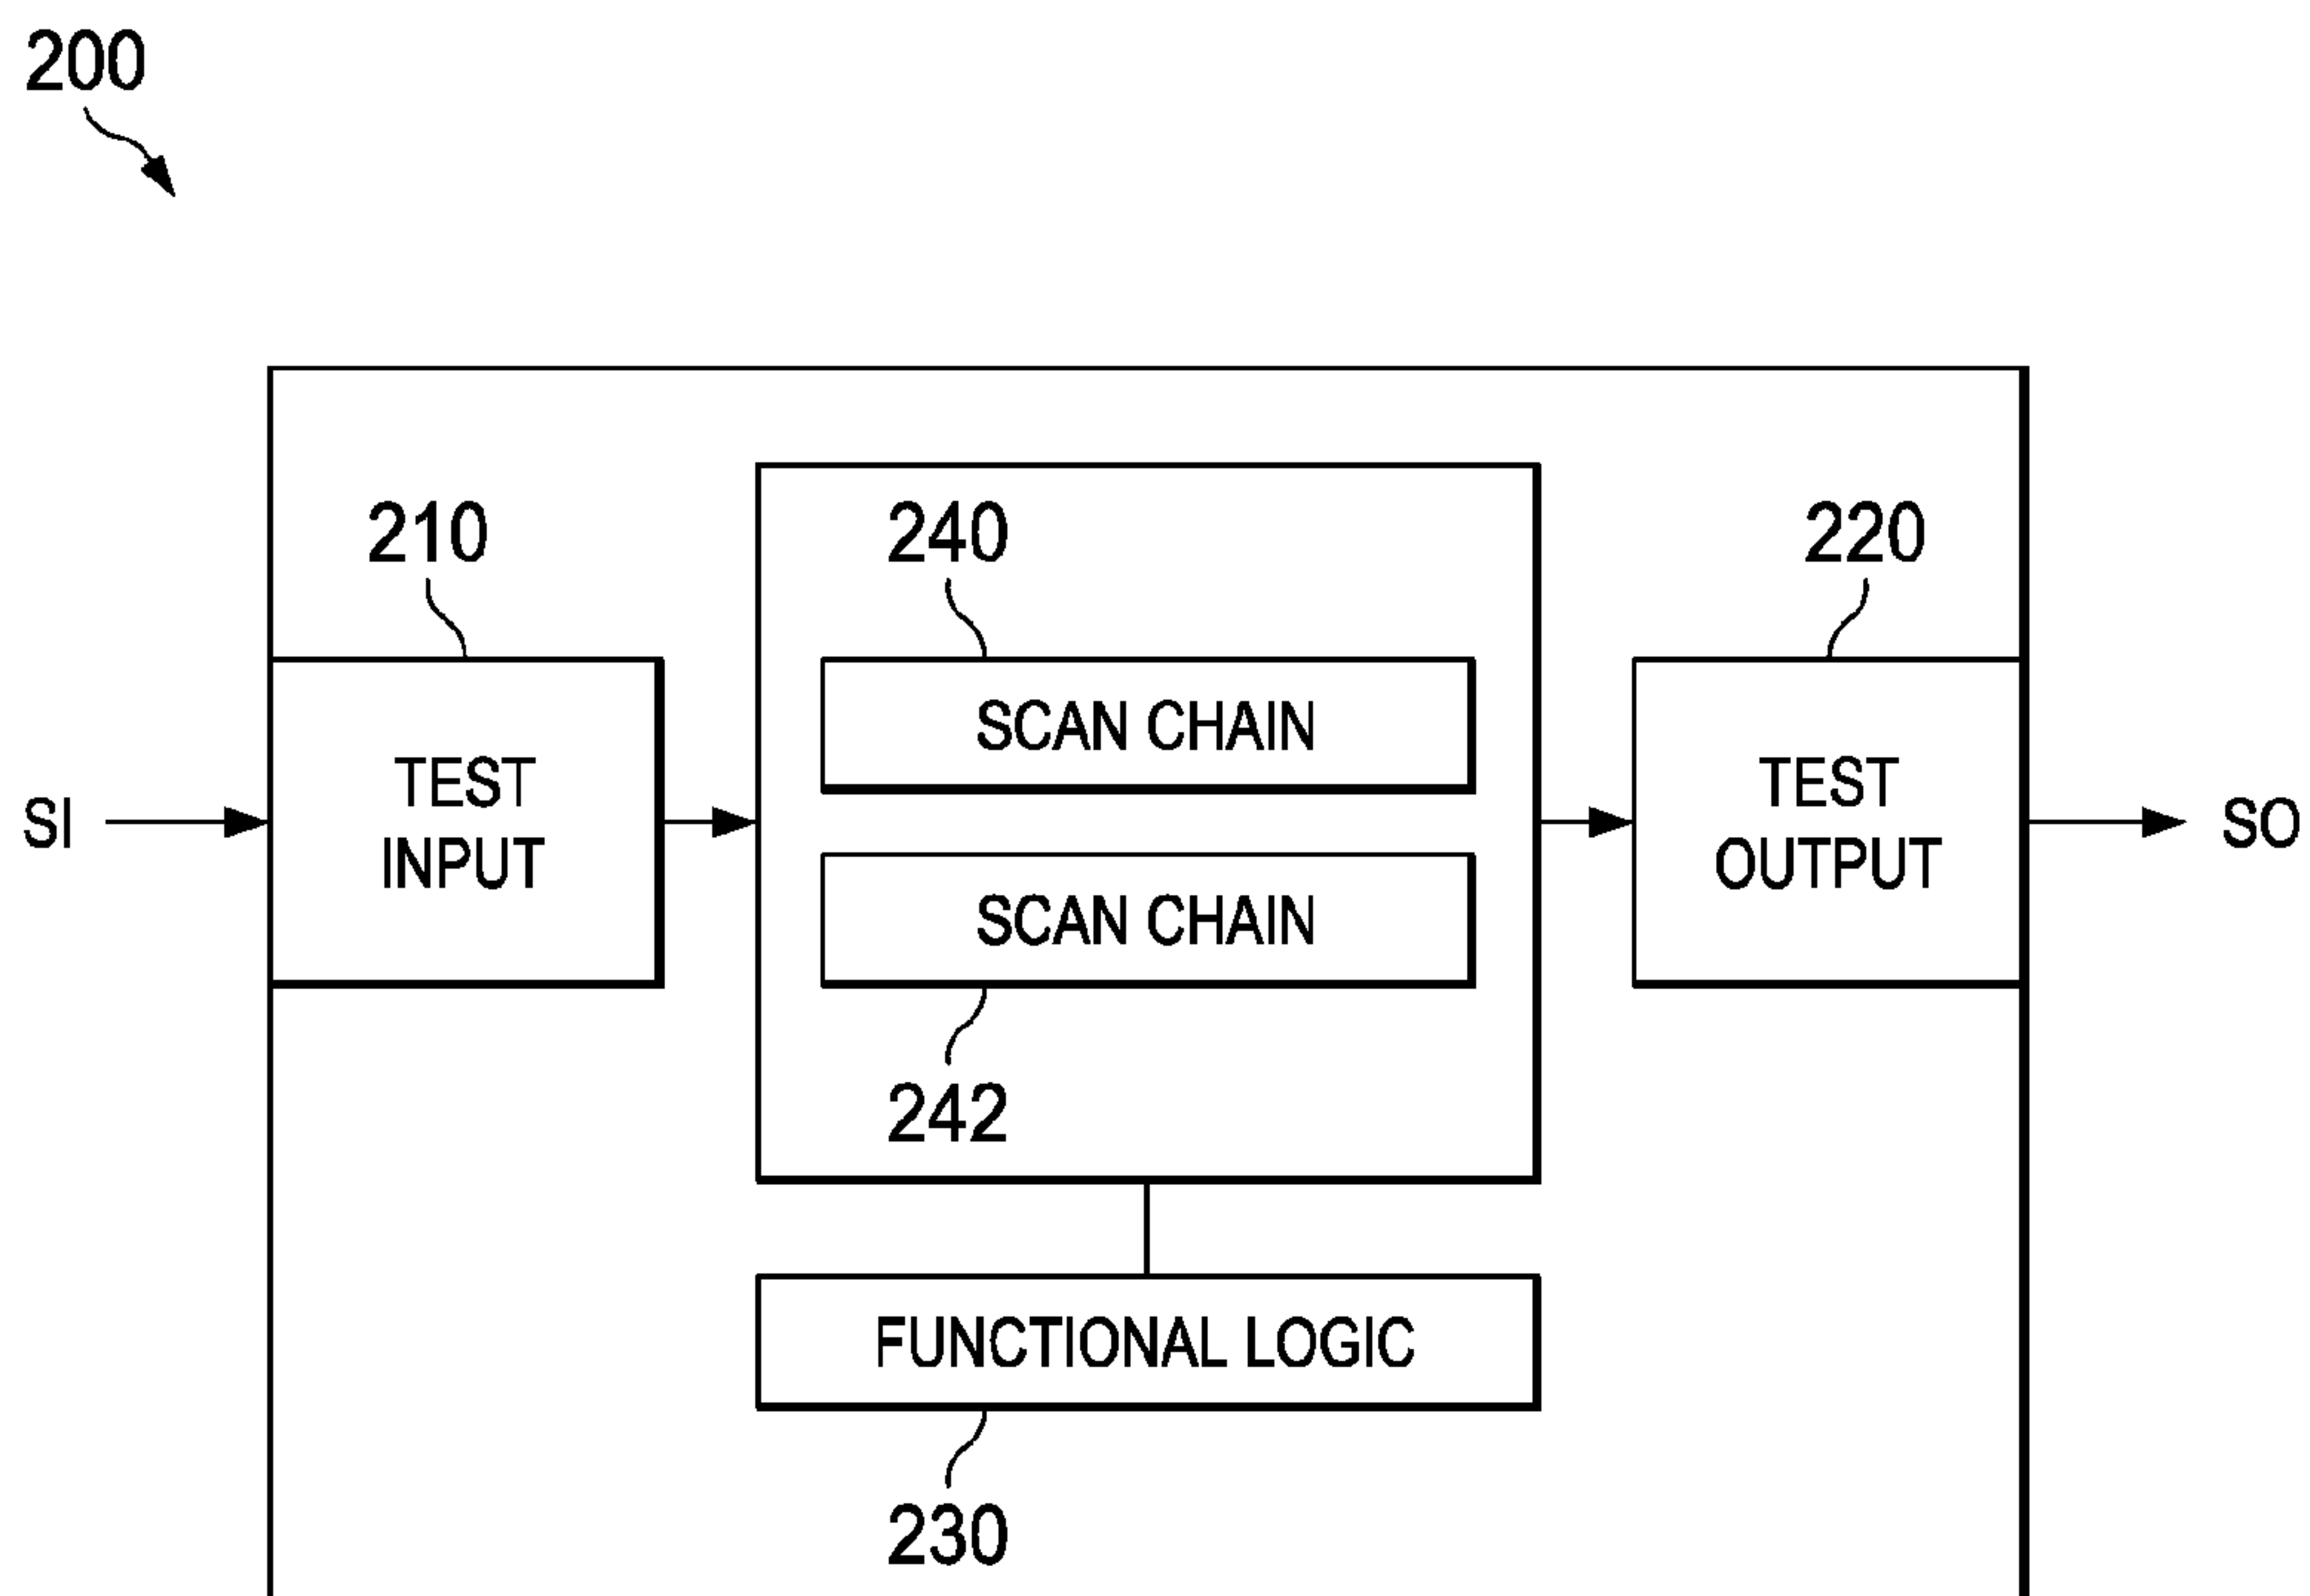 200
210
240
220
SCAN CHAIN
TEST
INPUT
TEST
OUTPUT
SI
SO
SCAN CHAIN
242
FUNCTIONAL LOGIC
230